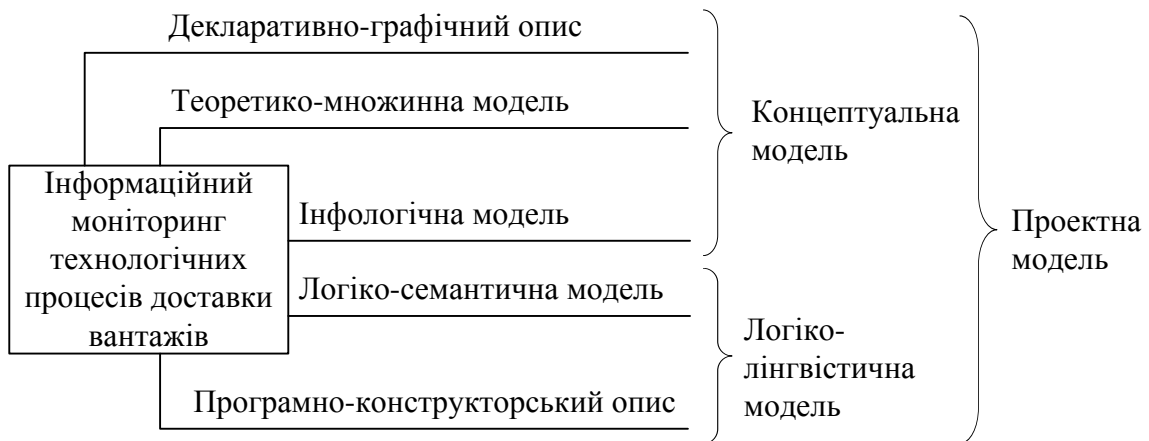 Декларативно-графічний опис
Теоретико-множинна модель
Інформаційний
моніторинг
технологічних
процесів доставки
вантажів
Інфологічна модель
Логіко-семантична модель
Програмно-конструкторський опис
Концептуальна
модель
Логіко-
лінгвістична
модель
Проектна
модель